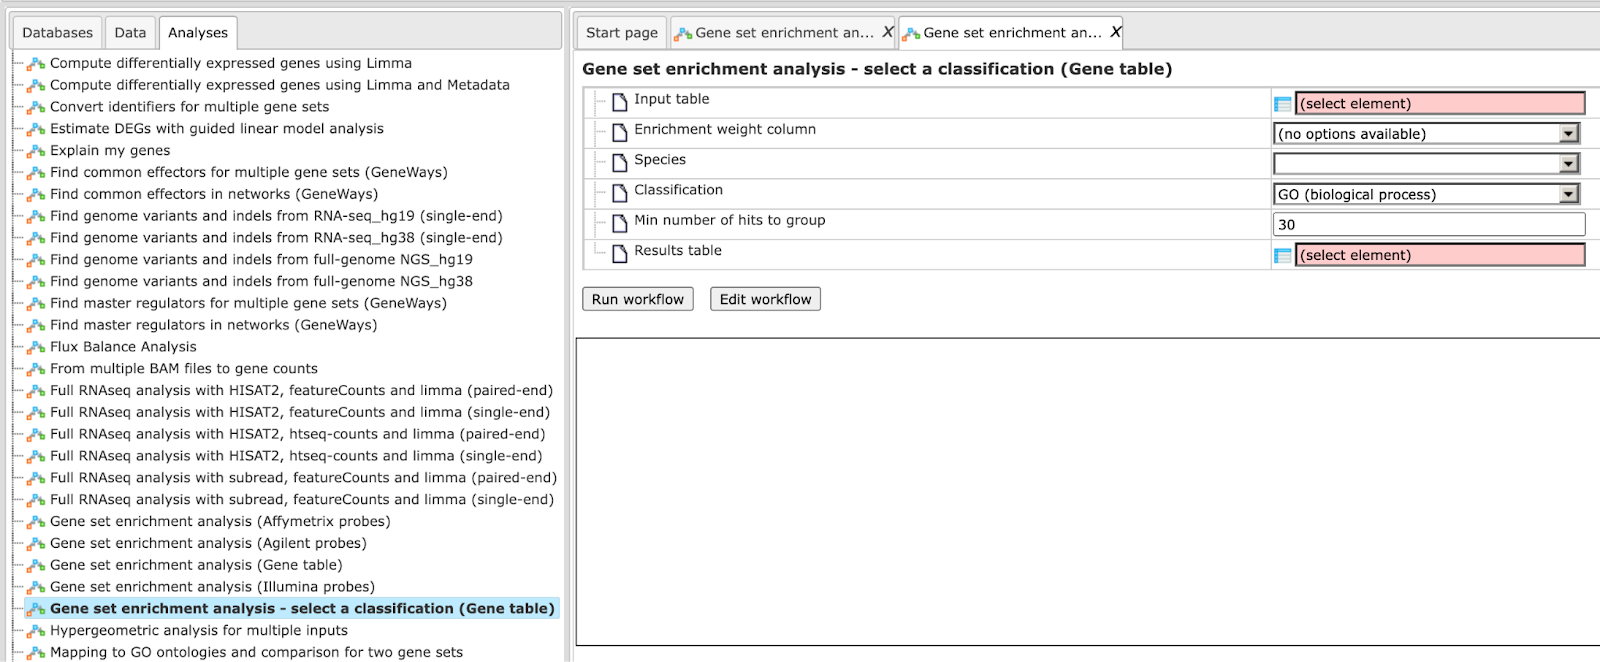 Databases
Data
Analyses
Compute differentially expressed genes using Limma
Compute differentially expressed genes using Limma and Metadata
Convert identifiers for multiple gene sets
Estimate DEGs with guided linear model analysis
Explain my genes
Find common effectors for multiple gene sets (GeneWays)
Find common effectors in networks (GeneWays)
Find genome variants and indels from RNA-seq_hg19 (single-end)
Find genome variants and indels from RNA-seq_hg38 (single-end)
Find genome variants and indels from full-genome NGS_hg19
Find genome variants and indels from full-genome NGS_hg38
Find master regulators for multiple gene sets (GeneWays)
Find master regulators in networks (GeneWays)
Flux Balance Analysis
From multiple BAM files to gene counts
Full RNAseq analysis with HISAT2, featureCounts and limma (paired-end)
Full RNAseq analysis with HISAT2, featureCounts and limma (single-end)
Full RNAseq analysis with HISAT2, htseq-counts and limma (paired-end)
Full RNAseq analysis with HISAT2, htseq-counts and limma (single-end)
Full RNAseq analysis with subread, featureCounts and limma (paired-end)
Full RNAseq analysis with subread, featureCounts and limma (single-end)
Gene set enrichment analysis (Affymetrix probes)
Gene set enrichment analysis (Agilent probes)
Gene set enrichment analysis (Gene table)
Gene set enrichment analysis (Illumina probes)
Gene set enrichment analysis - select a classification (Gene table)
Hypergeometric analysis for multiple inputs
Mapping to GO ontologies and comparison for two gene sets
Start page
Gene set enrichment an... X
Gene set enrichment an... X
Gene set enrichment analysis - select a classification (Gene table)
Input table (select element)
Enrichment weight column (no options available)
Species
Classification GO (biological process)
Min number of hits to group 30
Results table (select element)
Run workflow
Edit workflow